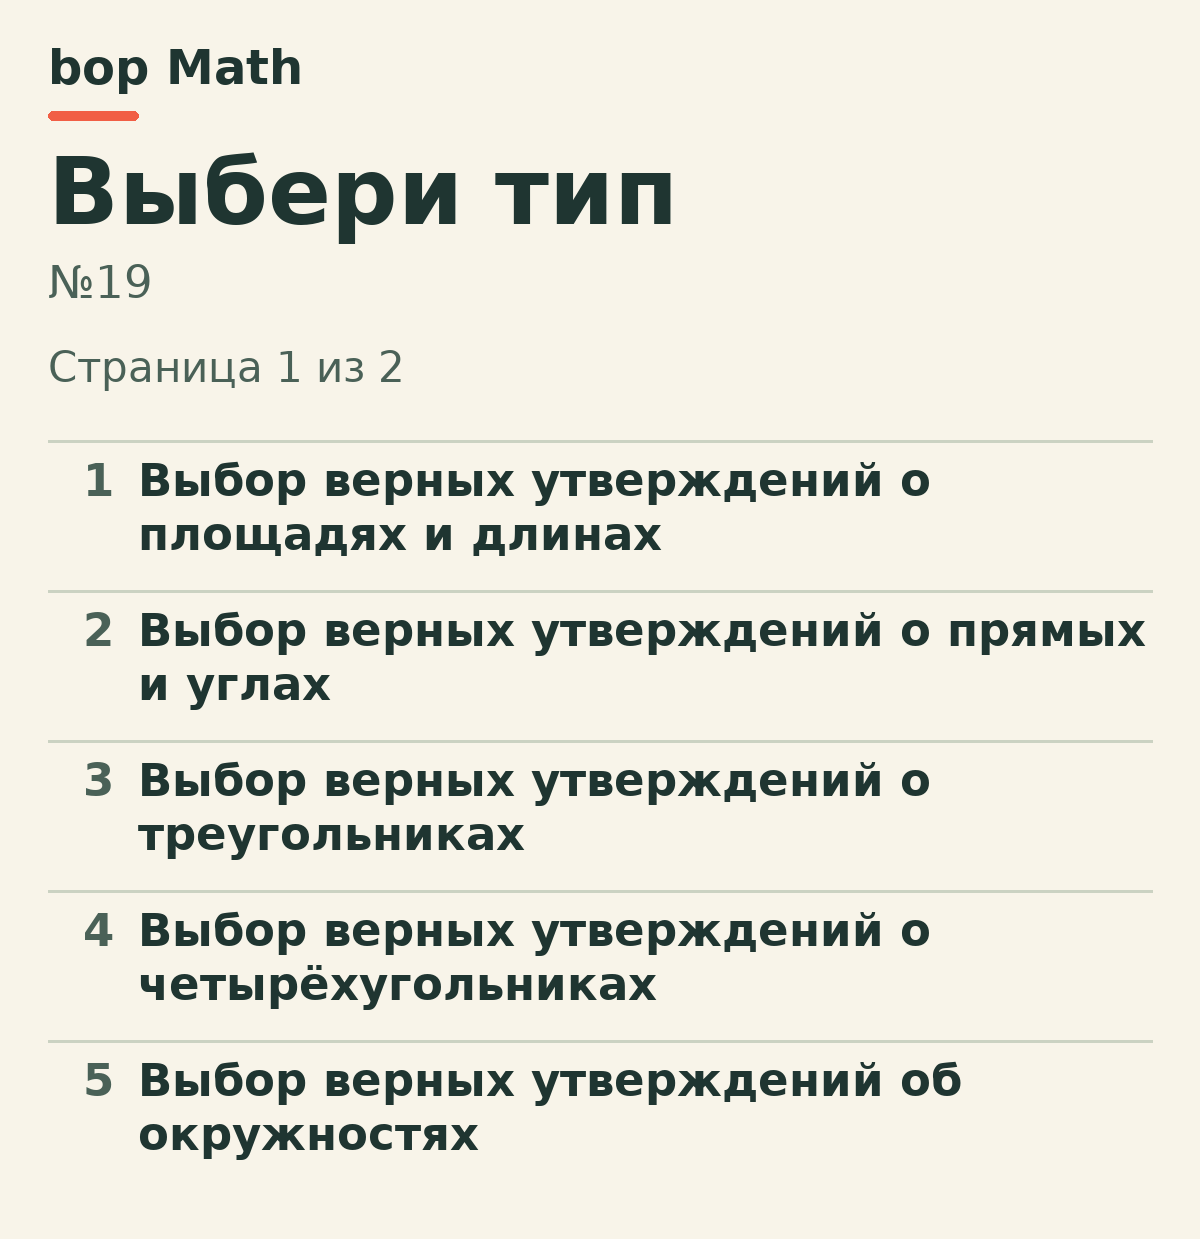 bop Math
Выбери тип
№19
Страница 1 из 2
1 Выбор верных утверждений о
площадях и длинах
2 Выбор верных утверждений о прямых
и углах
3 Выбор верных утверждений о
треугольниках
4 Выбор верных утверждений о
четырёхугольниках
5 Выбор верных утверждений об
окружностях